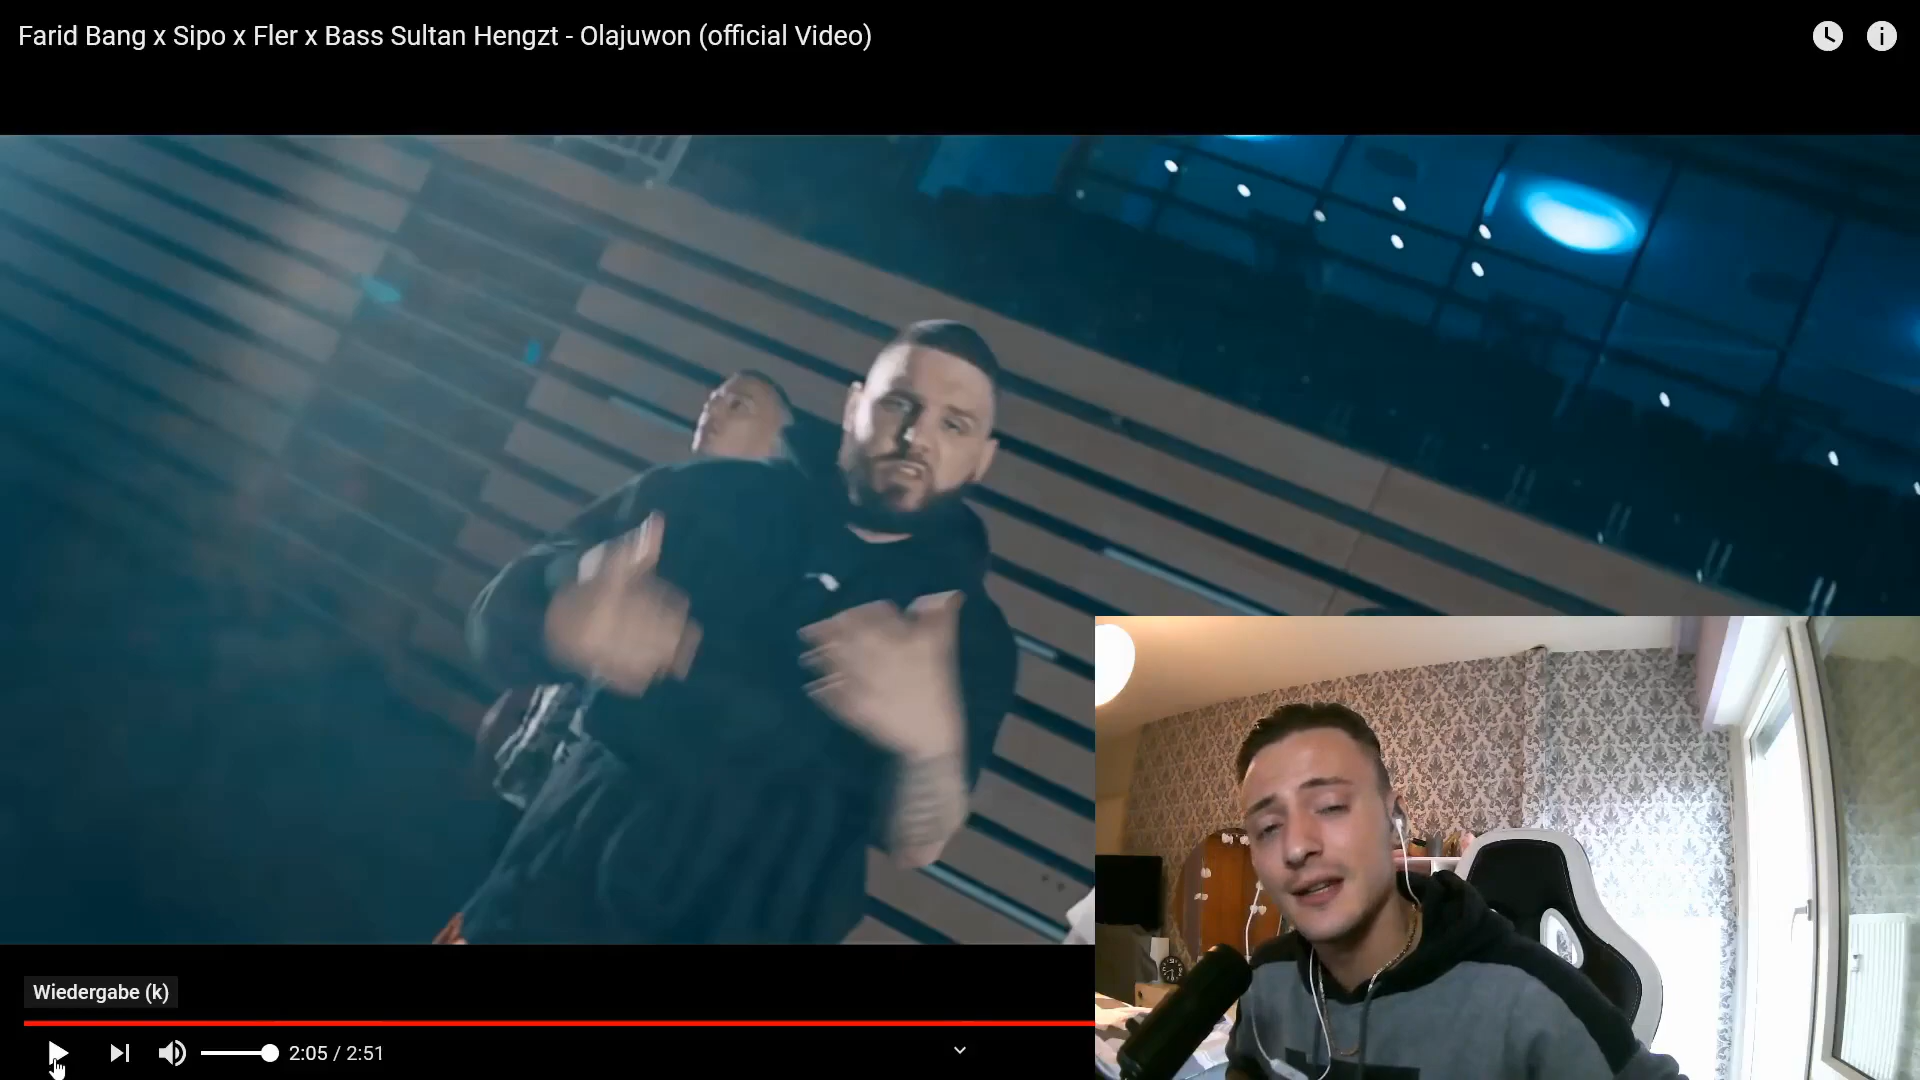 Farid Bang x Sipo x Fler x Bass Sultan Hengzt - Olajuwon (official Video)
Wiedergabe (k)
2:05 / 2:51